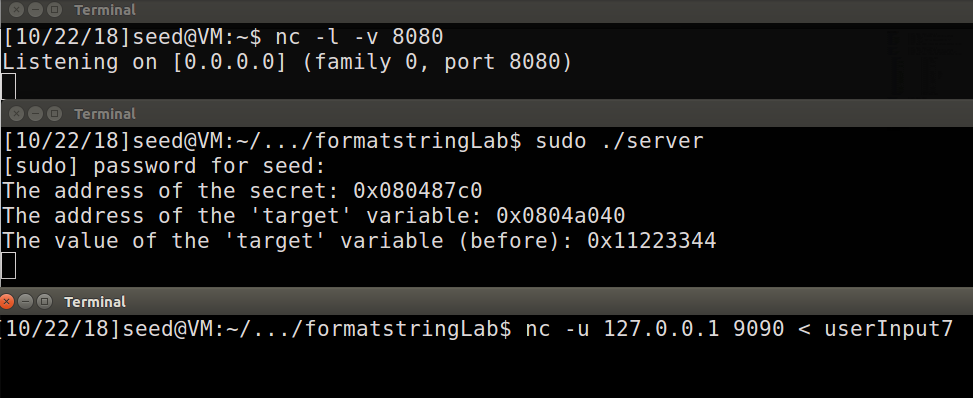 Terminal
[10/22/18]seed@VM:~$ nc -l -v 8080
Listening on [0.0.0.0] (family 0, port 8080)
Terminal
[10/22/18]seed@VM:~/.../formatstringLab$ sudo ./server
[sudo] password for seed:
The address of the secret: 0x080487c0
The address of the 'target' variable: 0x0804a040
The value of the 'target' variable (before): 0x11223344
Terminal
[10/22/18]seed@VM:~/.../formatstringLab$ nc -u 127.0.0.1 9090 < userInput7